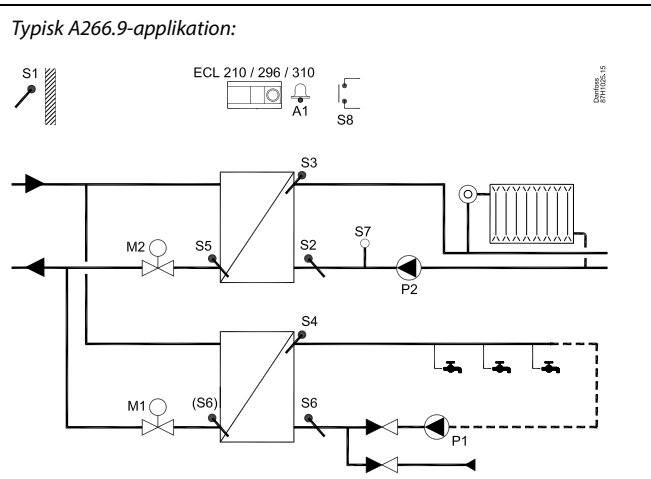 Typisk A266.9-applikation:
S1
ECL 210 / 296 / 310
A1
S8
Danfoss
87H1025.15
S3
M2
S5
S2
S7
P2
S4
M1
(S6)
S6
P1